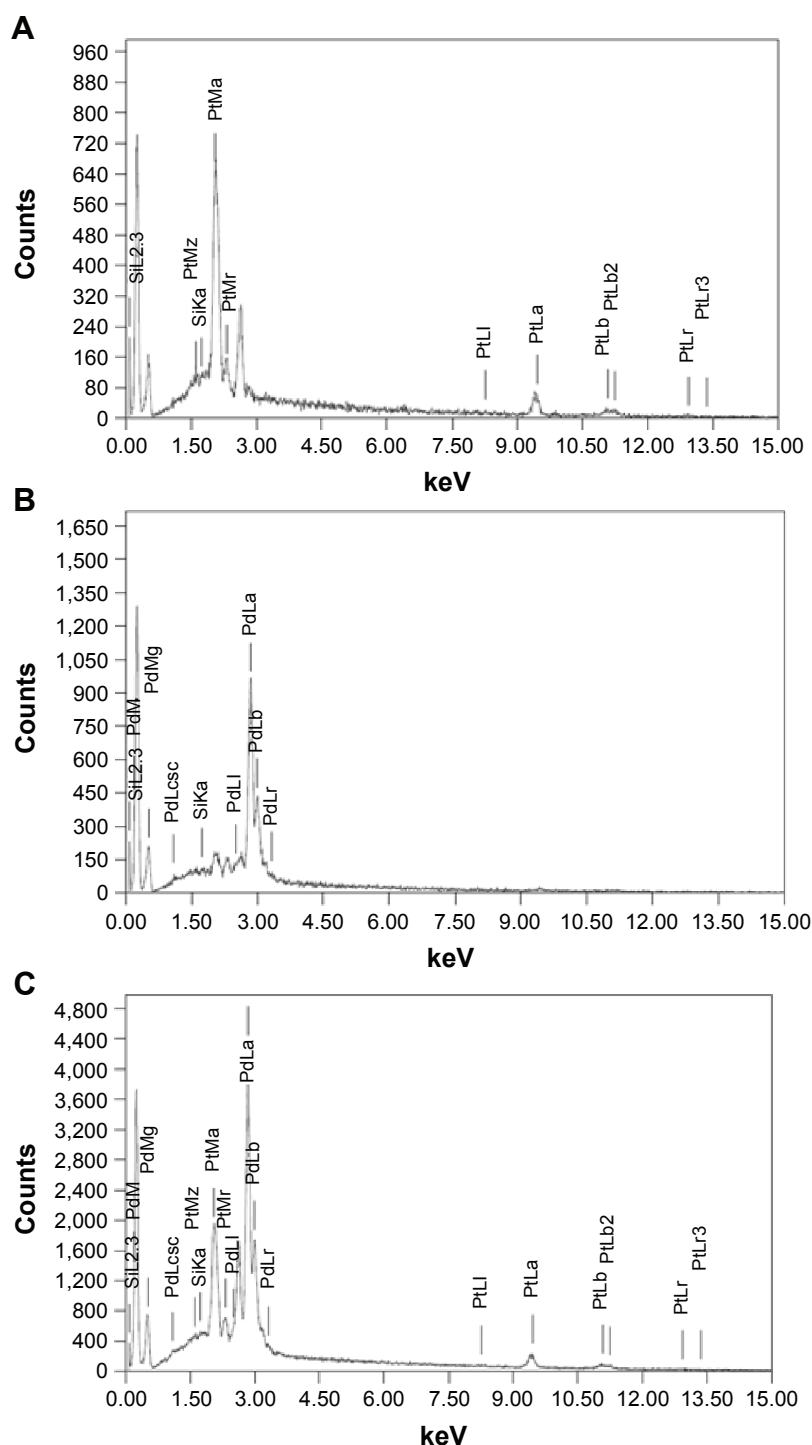 A
960
880
800
720
640
560
480
400
320
240
160
80
0
Counts
SiL2.3
PtMz
SiKa
PtMa
PtMr
PtLl
PtLa
PtLb
PtLb2
PtLr
PtLr3
0.00 1.50 3.00 4.50 6.00 7.50 9.00 10.50 12.00 13.50 15.00
keV
B
1,650
1,500
1,350
1,200
1,050
900
750
600
450
300
150
0
Counts
SiL2.3
PdM
PdMg
PdLcsc
SiKa
PdLl
PdLa
PdLb
PdLr
0.00 1.50 3.00 4.50 6.00 7.50 9.00 10.50 12.00 13.50 15.00
keV
C
4,800
4,400
4,000
3,600
3,200
2,800
2,400
2,000
1,600
1,200
800
400
0
Counts
SiL2.3
PdM
PdMg
PdLcsc
PtMz
SiKa
PtMa
PtMr
PdLl
PdLa
PdLb
PdLr
PtLl
PtLa
PtLb
PtLb2
PtLr
PtLr3
0.00 1.50 3.00 4.50 6.00 7.50 9.00 10.50 12.00 13.50 15.00
keV